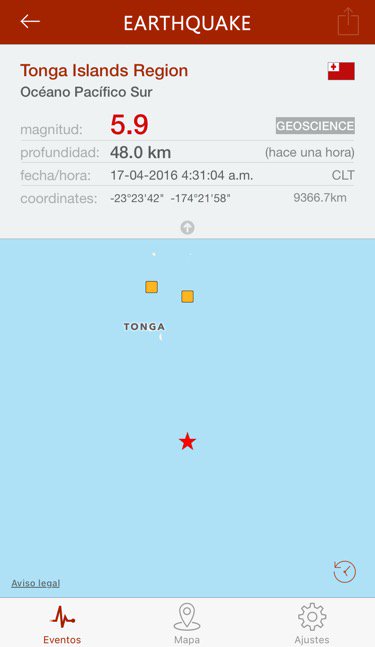 EARTHQUAKE
Tonga Islands Region
Océano Pacífico Sur
magnitud: 5.9 GEOSCIENCE
profundidad: 48.0 km (hace una hora)
fecha/hora: 17-04-2016 4:31:04 a.m. CLT
coordinates: -23°23'42" -174°21'58" 9366.7km
TONGA
Aviso legal
Eventos Mapa Ajustes